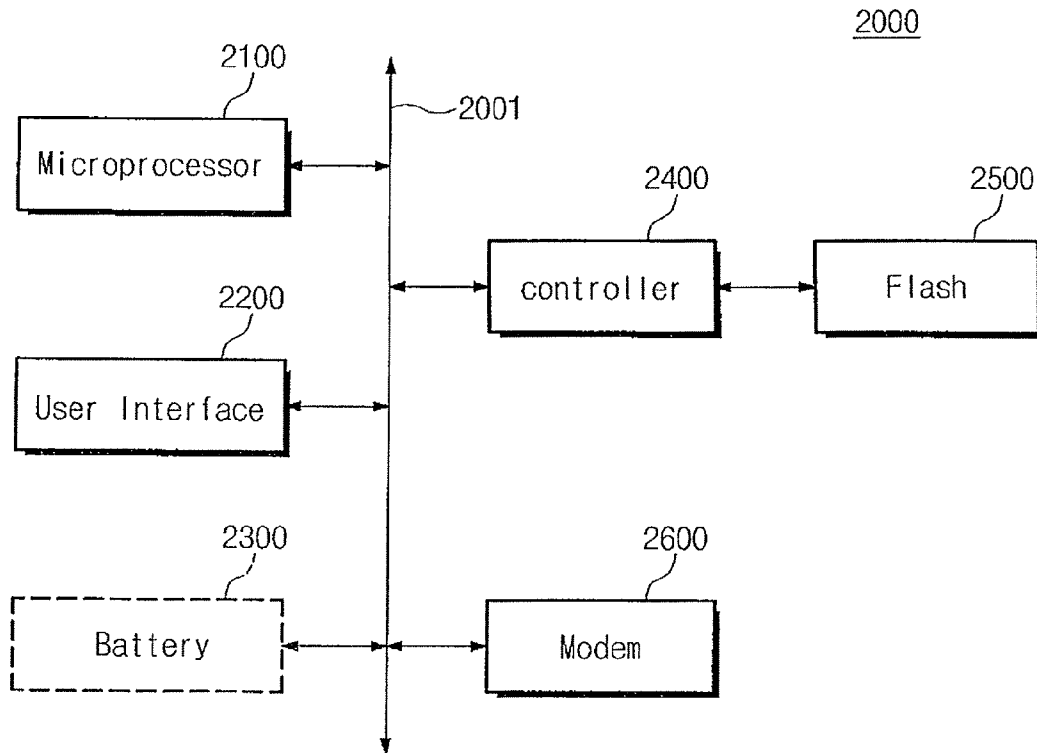 2000
2100
2001
Microprocessor
2400
2500
controller
Flash
2200
User Interface
2300
2600
Battery
Modem